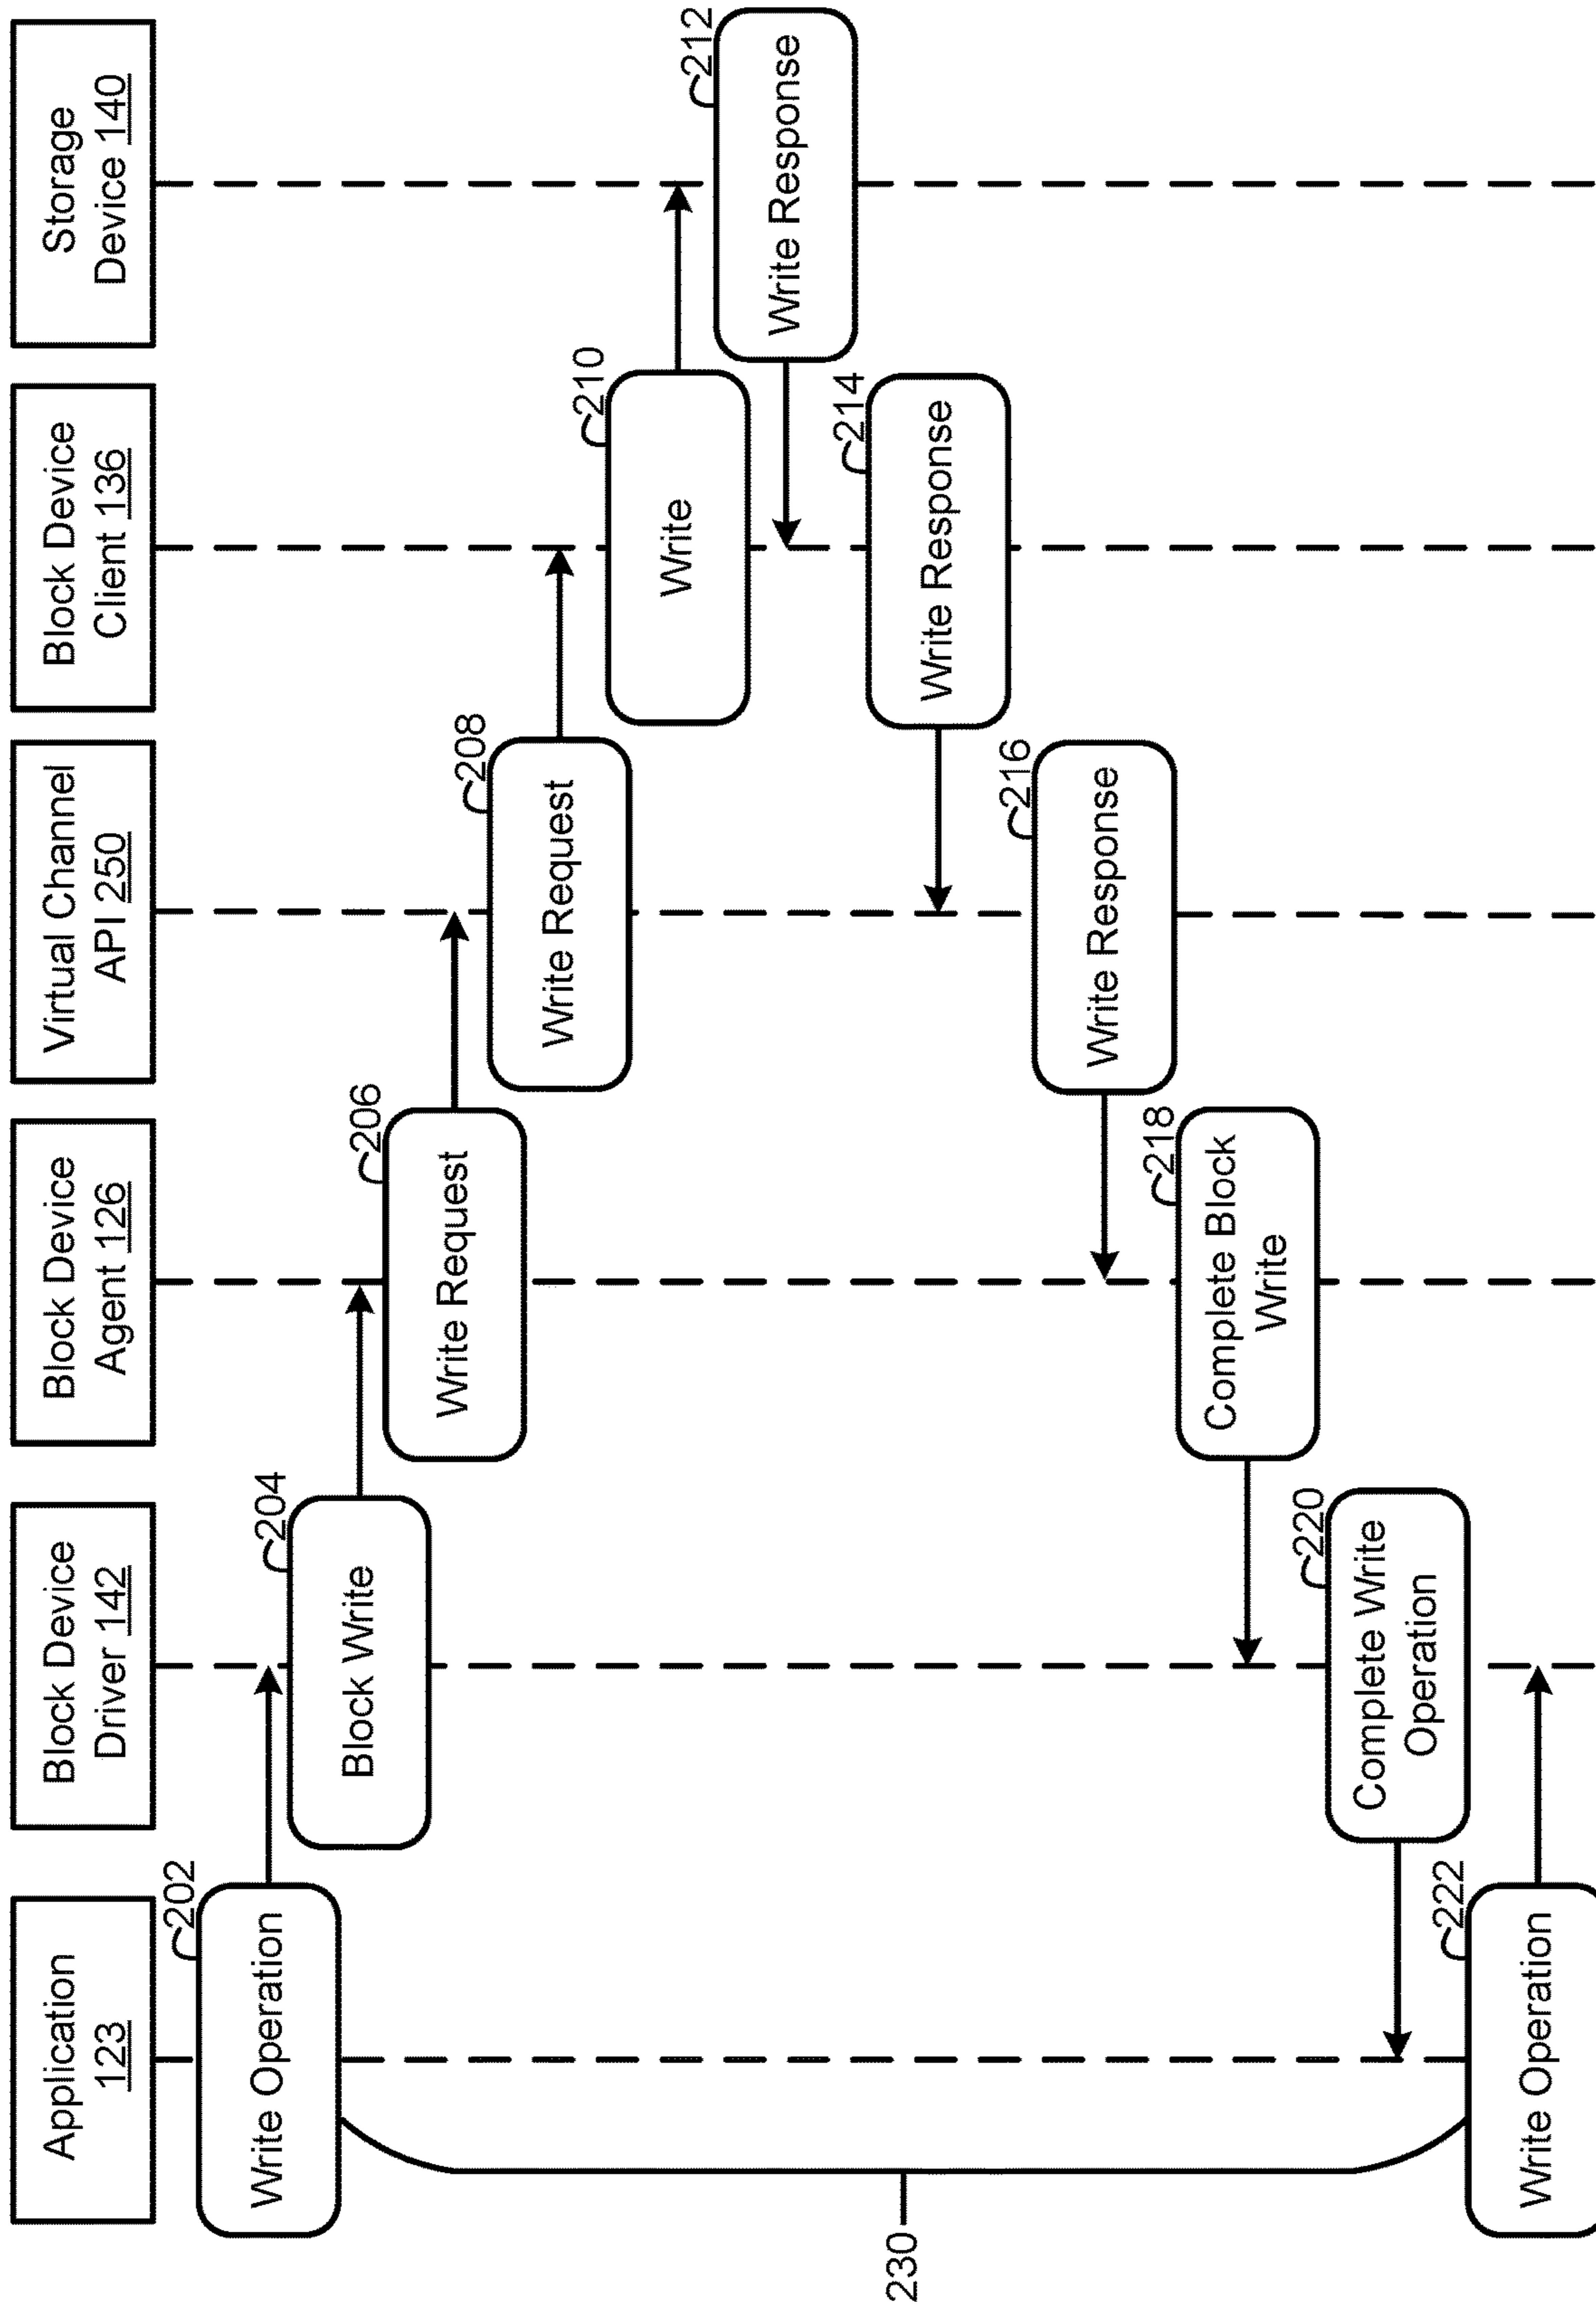 Application
123
Block Device
Driver 142
Block Device
Agent 126
Virtual Channel
API 250
Block Device
Client 136
Storage
Device 140
202
Write Operation
204
Block Write
206
Write Request
208
Write Request
210
Write
212
Write Response
214
Write Response
216
Write Response
218
Complete Block
Write
220
Complete Write
Operation
222
Write Operation
230